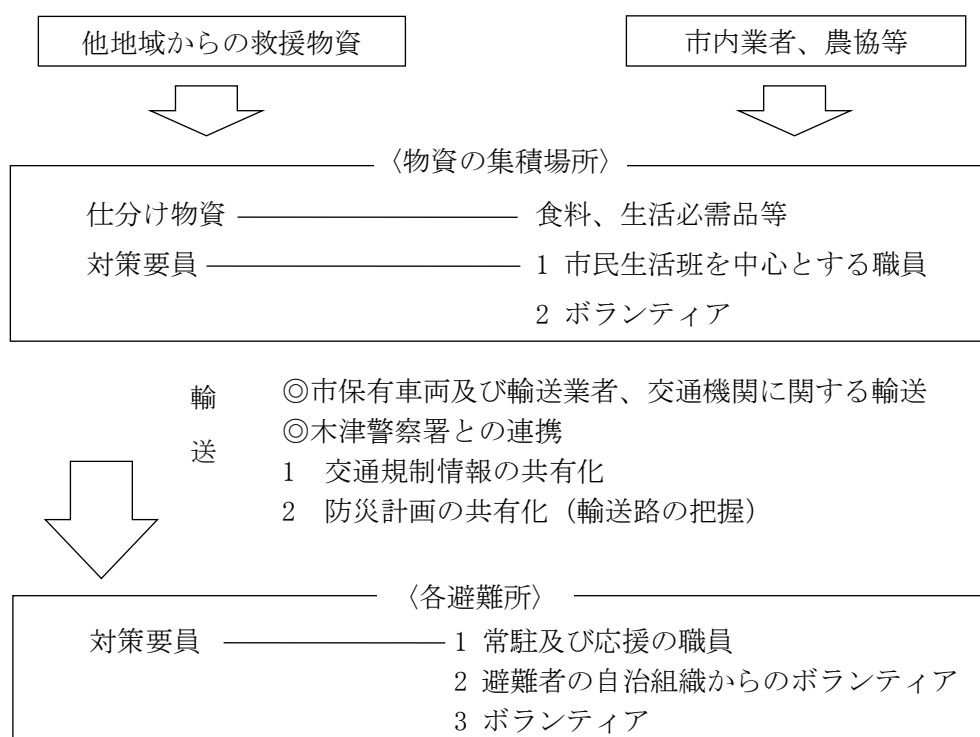 他地域からの救援物資
市内業者、農協等
〈物資の集積場所〉
仕分け物資 食料、生活必需品等
対策要員 1 市民生活班を中心とする職員
2 ボランティア
輸送
◎市保有車両及び輸送業者、交通機関に関する輸送
◎木津警察署との連携
1 交通規制情報の共有化
2 防災計画の共有化（輸送路の把握）
〈各避難所〉
対策要員 1 常駐及び応援の職員
2 避難者の自治組織からのボランティア
3 ボランティア